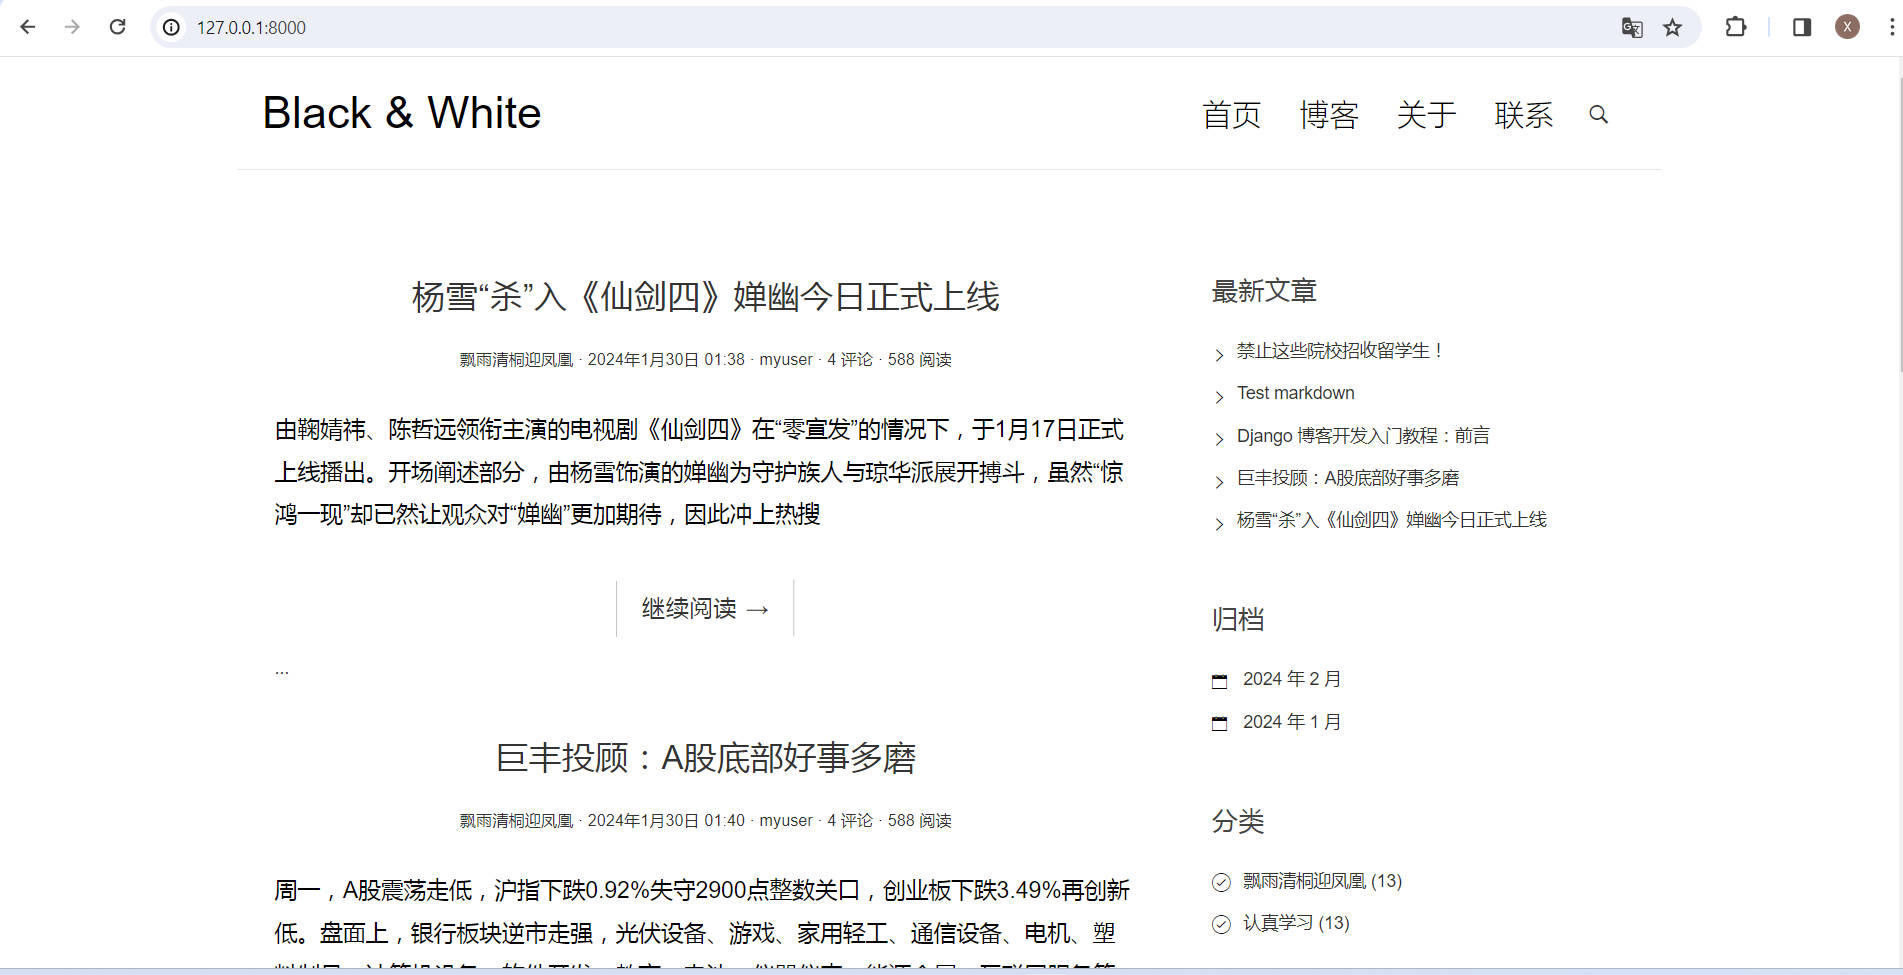 127.0.0.1:8000
X
Black & White
首页 博客 关于 联系
杨雪“杀”入《仙剑四》婵幽今日正式上线
飘雨清桐迎凤凰 · 2024年1月30日 01:38 · myuser · 4 评论 · 588 阅读
由鞠婧祎、陈哲远领衔主演的电视剧《仙剑四》在“零宣发”的情况下，于1月17日正式
上线播出。开场阐述部分，由杨雪饰演的婵幽为守护族人与琼华派展开搏斗，虽然“惊
鸿一现”却已然让观众对“婵幽”更加期待，因此冲上热搜
继续阅读 →
...
巨丰投顾：A股底部好事多磨
飘雨清桐迎凤凰 · 2024年1月30日 01:40 · myuser · 4 评论 · 588 阅读
周一，A股震荡走低，沪指下跌0.92%失守2900点整数关口，创业板下跌3.49%再创新
低。盘面上，银行板块逆市走强，光伏设备、游戏、家用轻工、通信设备、电机、塑
最新文章
禁止这些院校招收留学生！
Test markdown
Django 博客开发入门教程：前言
巨丰投顾：A股底部好事多磨
杨雪“杀”入《仙剑四》婵幽今日正式上线
归档
2024 年 2 月
2024 年 1 月
分类
飘雨清桐迎凤凰 (13)
认真学习 (13)